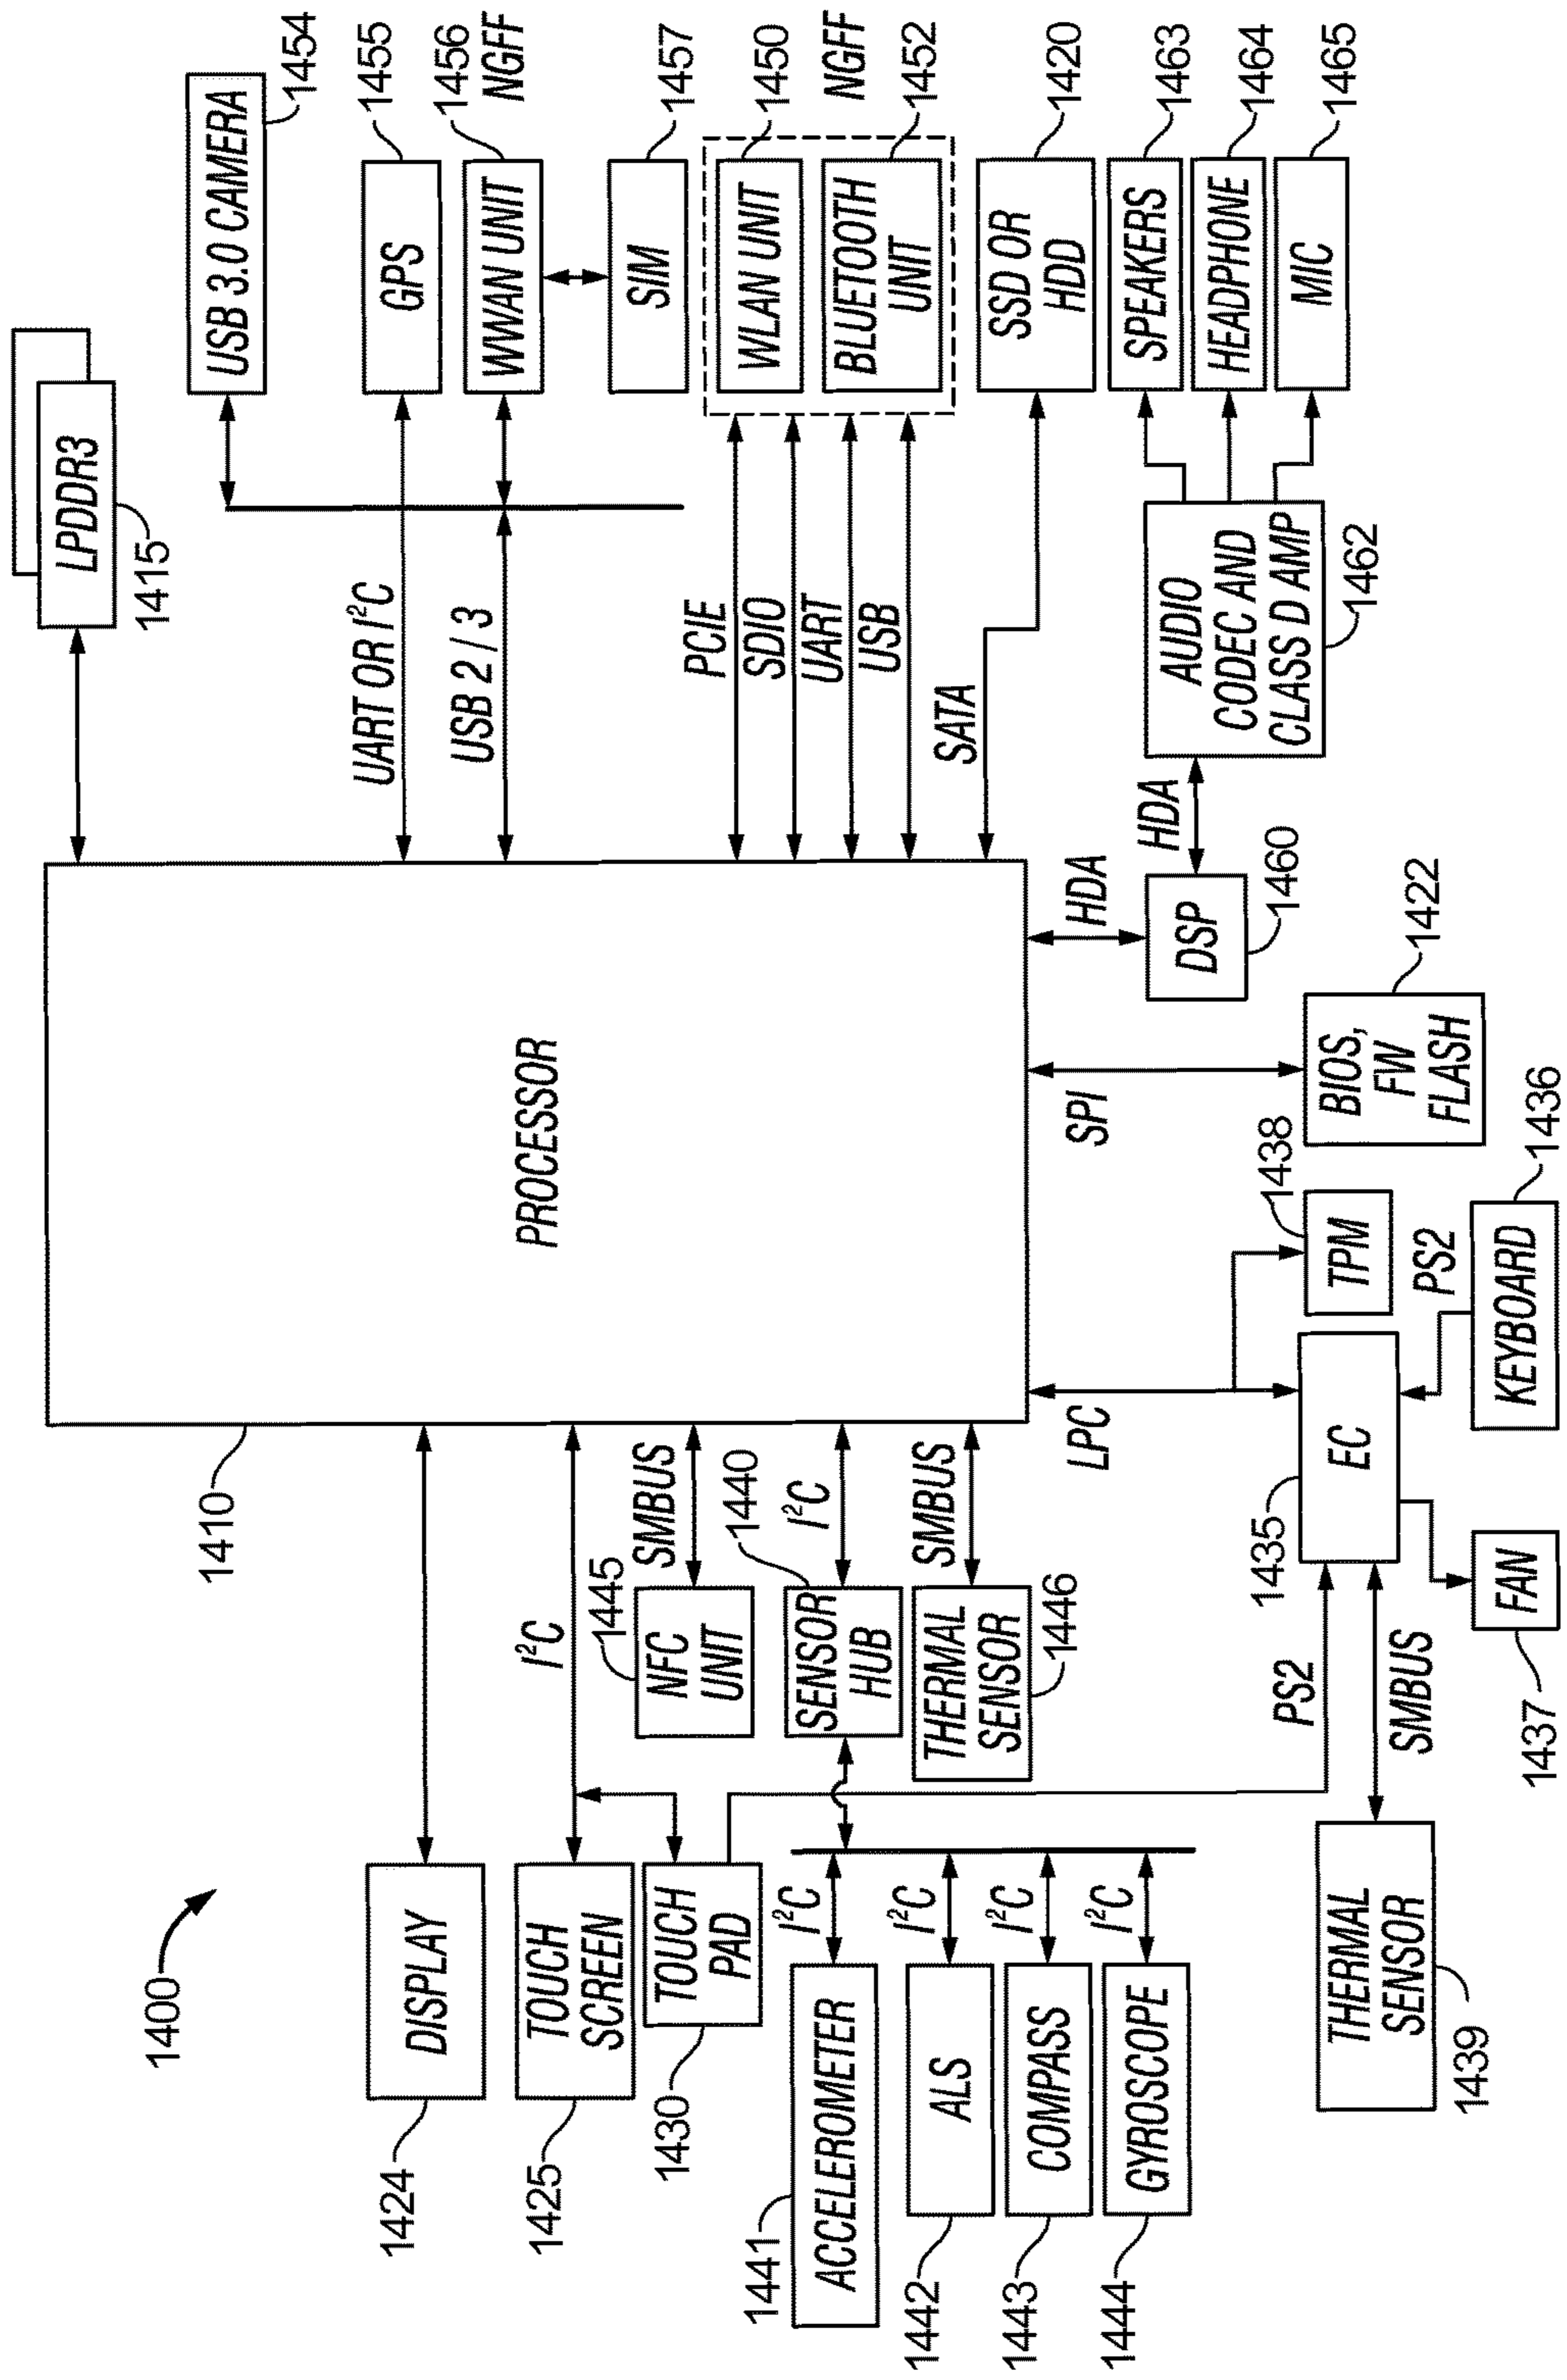 1400
1410
PROCESSOR
LPDDR3
1415
DISPLAY
1424
TOUCH
SCREEN
1425
I²C
TOUCH
PAD
1430
NFC
UNIT
1445
SMBUS
SENSOR
HUB
1440
I²C
THERMAL
SENSOR
1446
SMBUS
ACCELEROMETER
1441
I²C
ALS
1442
I²C
COMPASS
1443
I²C
GYROSCOPE
1444
I²C
THERMAL
SENSOR
1439
SMBUS
PS2
FAN
1437
EC
1435
LPC
KEYBOARD
1436
PS2
TPM
1438
BIOS,
FW
FLASH
1422
SPI
DSP
1460
HDA
HDA
AUDIO
CODEC AND
CLASS D AMP
1462
USB 3.0 CAMERA
1454
GPS
1455
UART OR I²C
WWAN UNIT
1456
NGFF
USB 2 / 3
SIM
1457
WLAN UNIT
1450
BLUETOOTH
UNIT
1452
NGFF
PCIE
SDIO
UART
USB
SSD OR
HDD
1420
SATA
SPEAKERS
1463
HEADPHONE
1464
MIC
1465